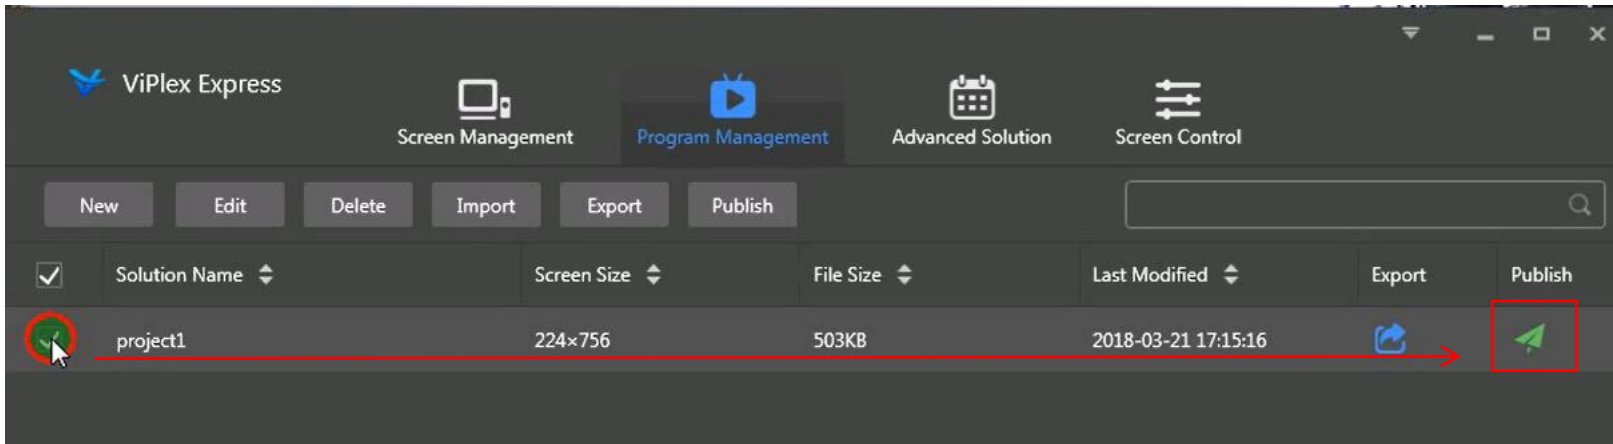 ViPlex Express
Screen Management Program Management Advanced Solution Screen Control
New Edit Delete Import Export Publish
Solution Name Screen Size File Size Last Modified Export Publish
project1 224×756 503KB 2018-03-21 17:15:16